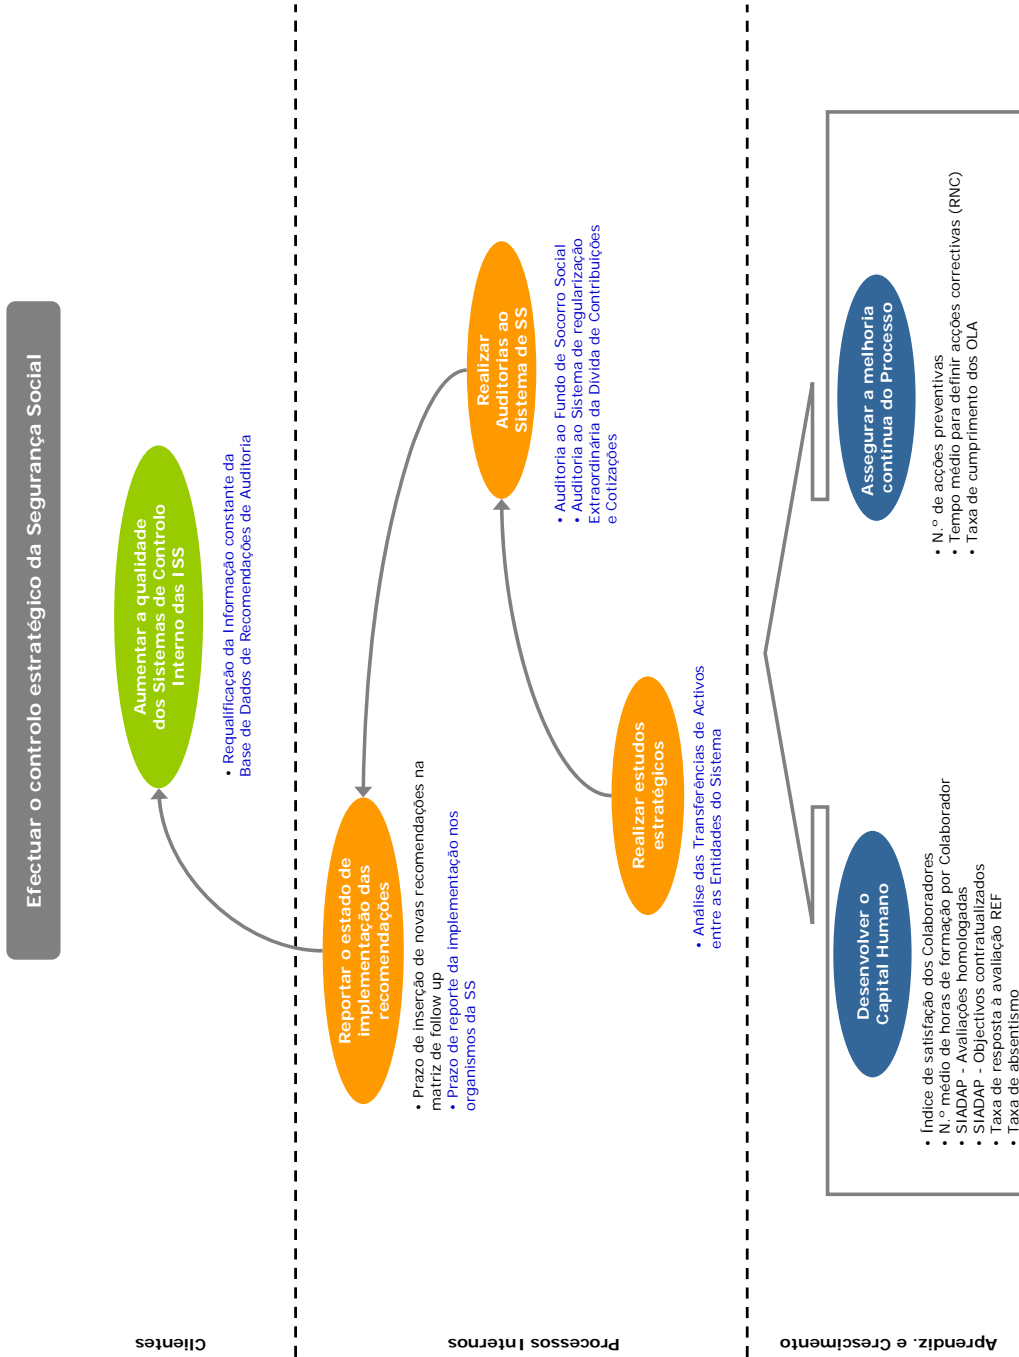 Efectuar o controlo estratégico da Segurança Social
Clientes
Aumentar a qualidade
dos Sistemas de Controlo
Interno das ISS
• Requalificação da Informação constante da
Base de Dados de Recomendações de Auditoria
Processos Internos
Reportar o estado de
implementação das
recomendações
• Prazo de inserção de novas recomendações na
matriz de follow up
• Prazo de reporte da implementação nos
organismos da SS
Realizar
Auditorias ao
Sistema de SS
• Auditoria ao Fundo de Socorro Social
• Auditoria ao Sistema de regularização
Extraordinária da Divida de Contribuições
e Cotizações
Realizar estudos
estratégicos
• Análise das Transferências de Activos
entre as Entidades do Sistema
Aprendiz. e Crescimento
Desenvolver o
Capital Humano
• Índice de satisfação dos Colaboradores
• N.º médio de horas de formação por Colaborador
• SIADAP - Avaliações homologadas
• SIADAP - Objectivos contratualizados
• Taxa de resposta à avaliação REF
• Taxa de absentismo
Assegurar a melhoria
contínua do Processo
• N.º de acções preventivas
• Tempo médio para definir acções correctivas (RNC)
• Taxa de cumprimento dos OLA